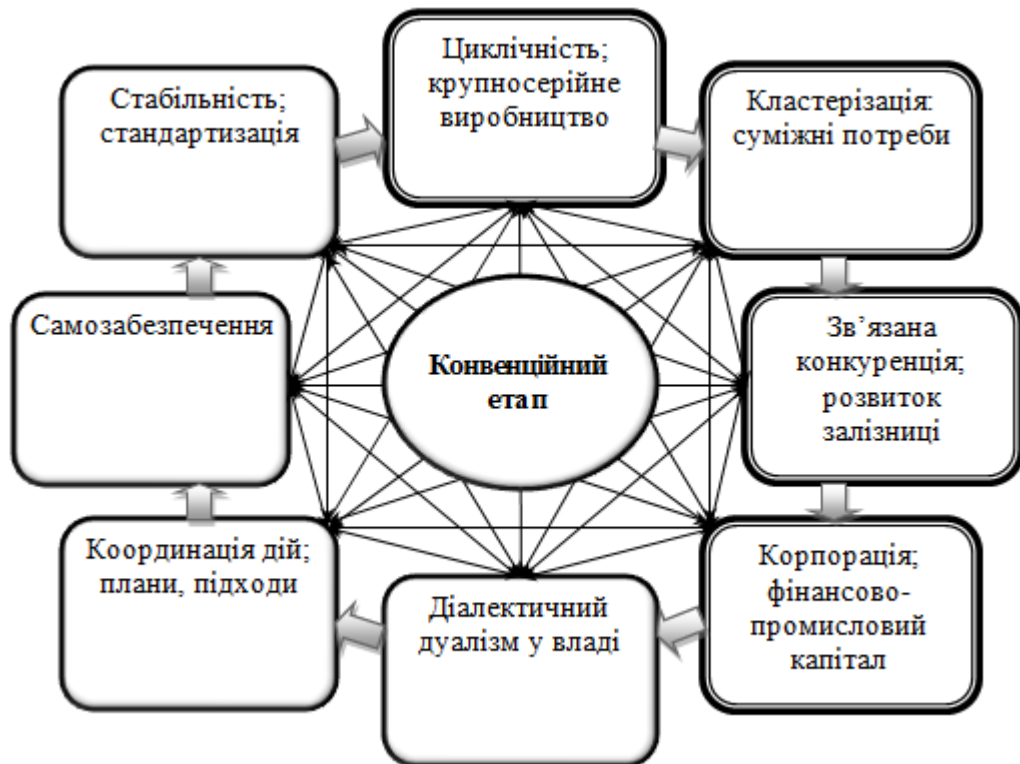 Циклічність;
крупносерійне
виробництво
Стабільність;
стандартизація
Кластерізація:
суміжні потреби
Самозабезпечення
Конвенційний
етап
Зв’язана
конкуренція;
розвиток
залізниці
Координація дій;
плани, підходи
Діалектичний
дуалізм у владі
Корпорація;
фінансово-
промисловий
капітал